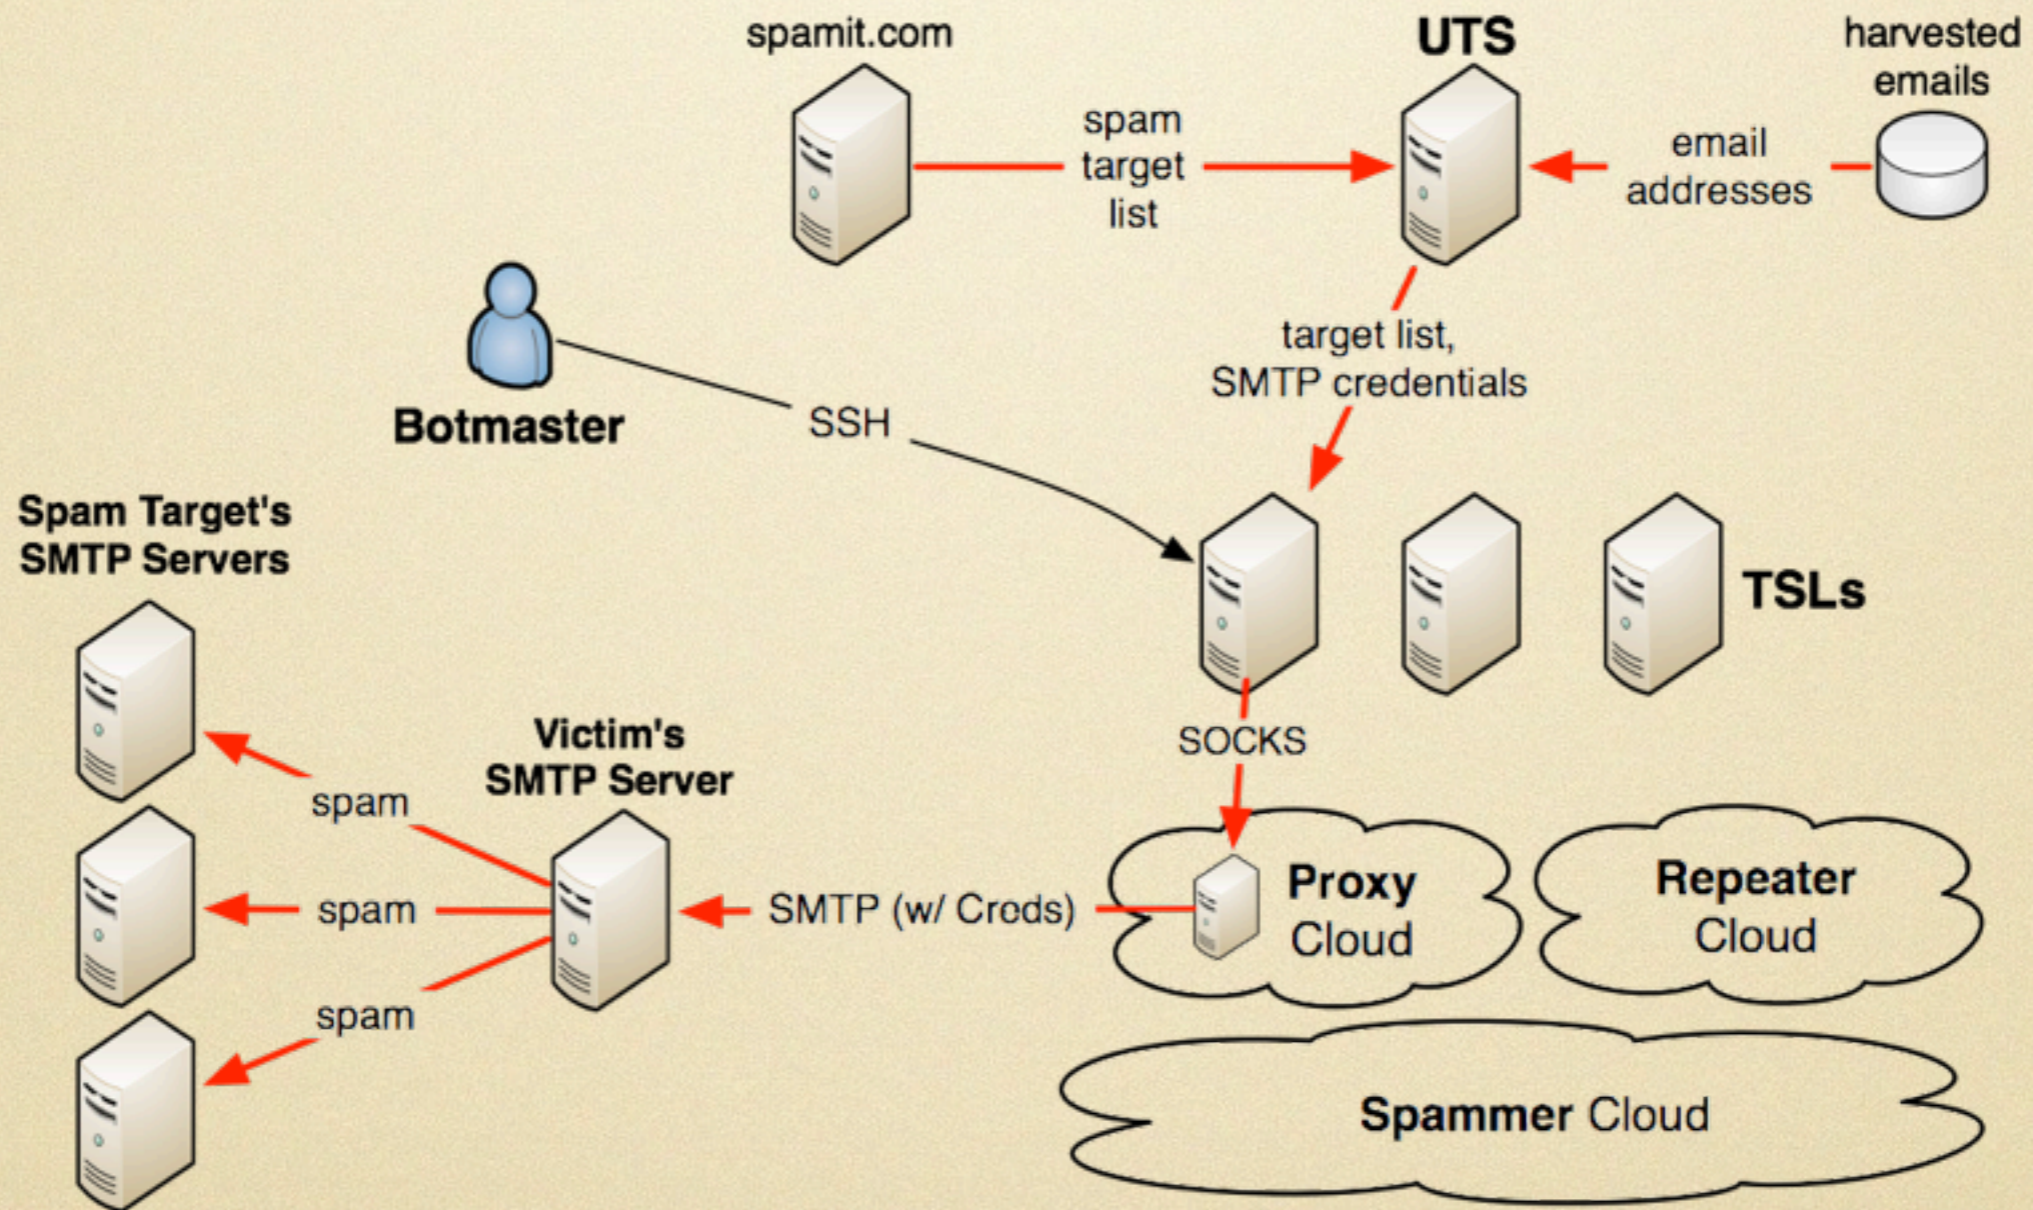 spamit.com
UTS
harvested
emails
spam
target
list
email
addresses
target list,
SMTP credentials
Botmaster
SSH
Spam Target's
SMTP Servers
TSLs
Victim's
SMTP Server
SOCKS
spam
spam
spam
SMTP (w/ Creds)
Proxy
Cloud
Repeater
Cloud
Spammer Cloud